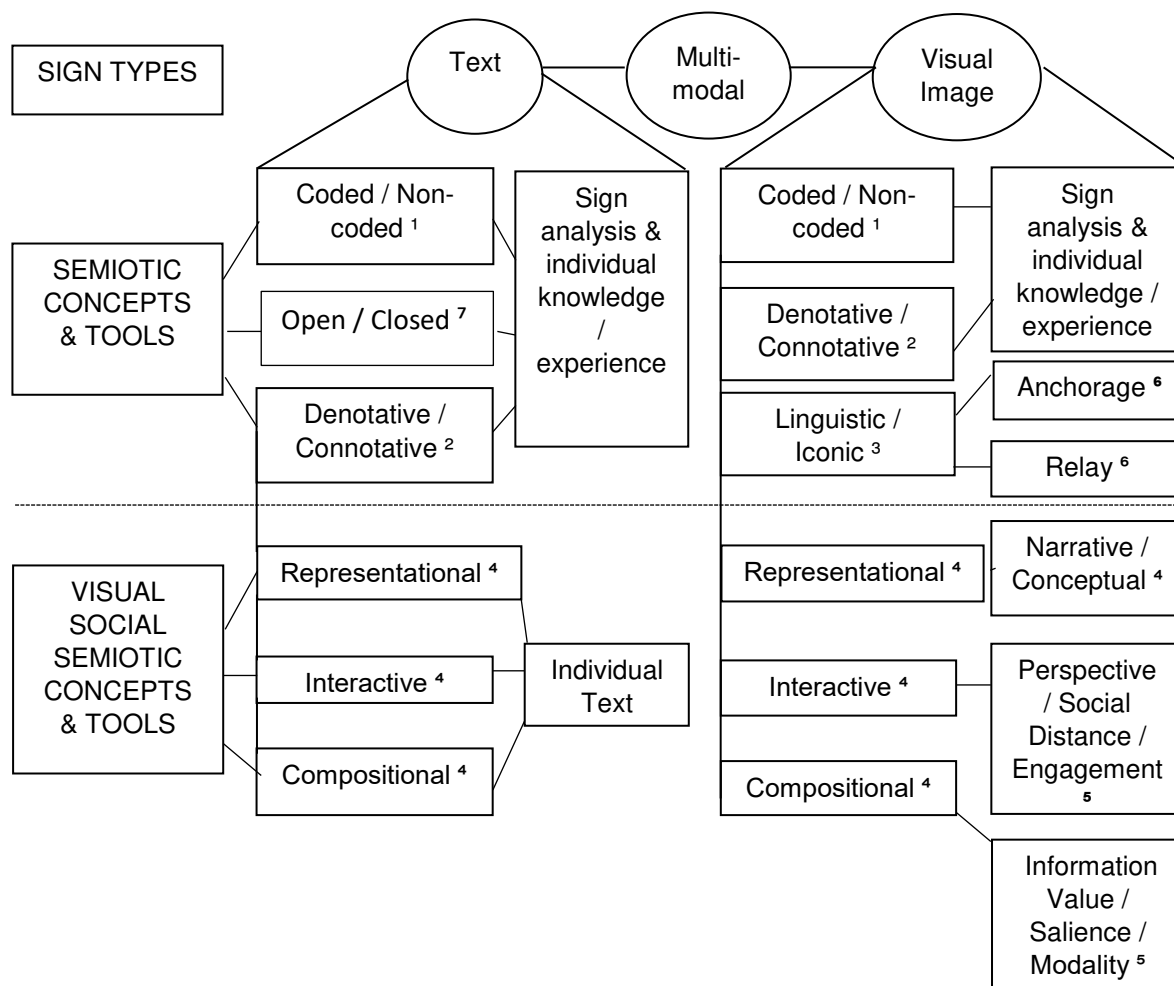 SIGN TYPES
Text
Multi-
modal
Visual
Image
SEMIOTIC
CONCEPTS
& TOOLS
Coded / Non-
coded ¹
Open / Closed ⁷
Denotative /
Connotative ²
Sign
analysis &
individual
knowledge
/
experience
Coded / Non-
coded ¹
Denotative /
Connotative ²
Linguistic /
Iconic ³
Sign
analysis &
individual
knowledge /
experience
Anchorage ⁶
Relay ⁶
VISUAL
SOCIAL
SEMIOTIC
CONCEPTS
& TOOLS
Representational ⁴
Interactive ⁴
Compositional ⁴
Individual
Text
Representational ⁴
Interactive ⁴
Compositional ⁴
Narrative /
Conceptual ⁴
Perspective
/ Social
Distance /
Engagement
⁵
Information
Value /
Salience /
Modality ⁵